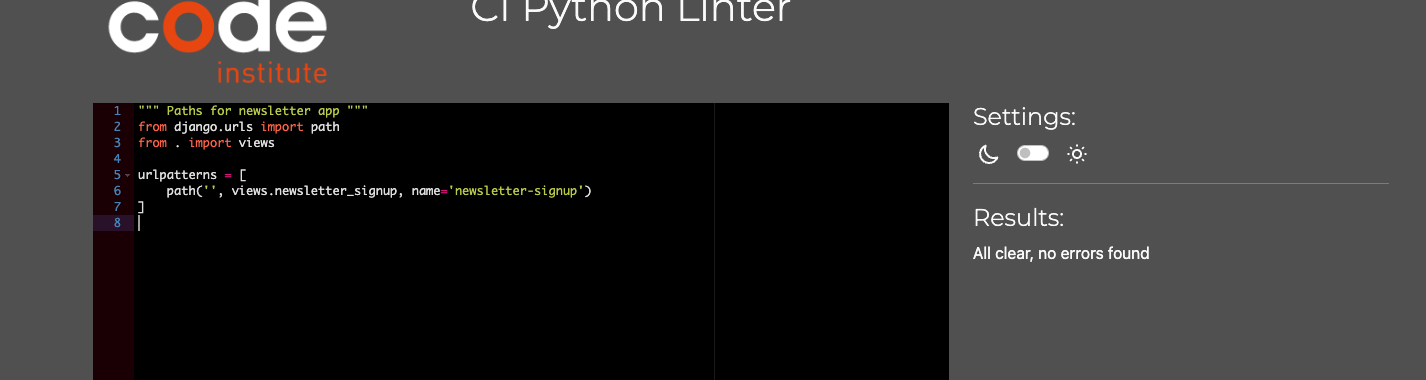 code
institute
CI Python Linter
1 """ Paths for newsletter app """
2 from django.urls import path
3 from . import views
4
5 urlpatterns = [
6     path('', views.newsletter_signup, name='newsletter-signup')
7 ]
8
Settings:
Results:
All clear, no errors found